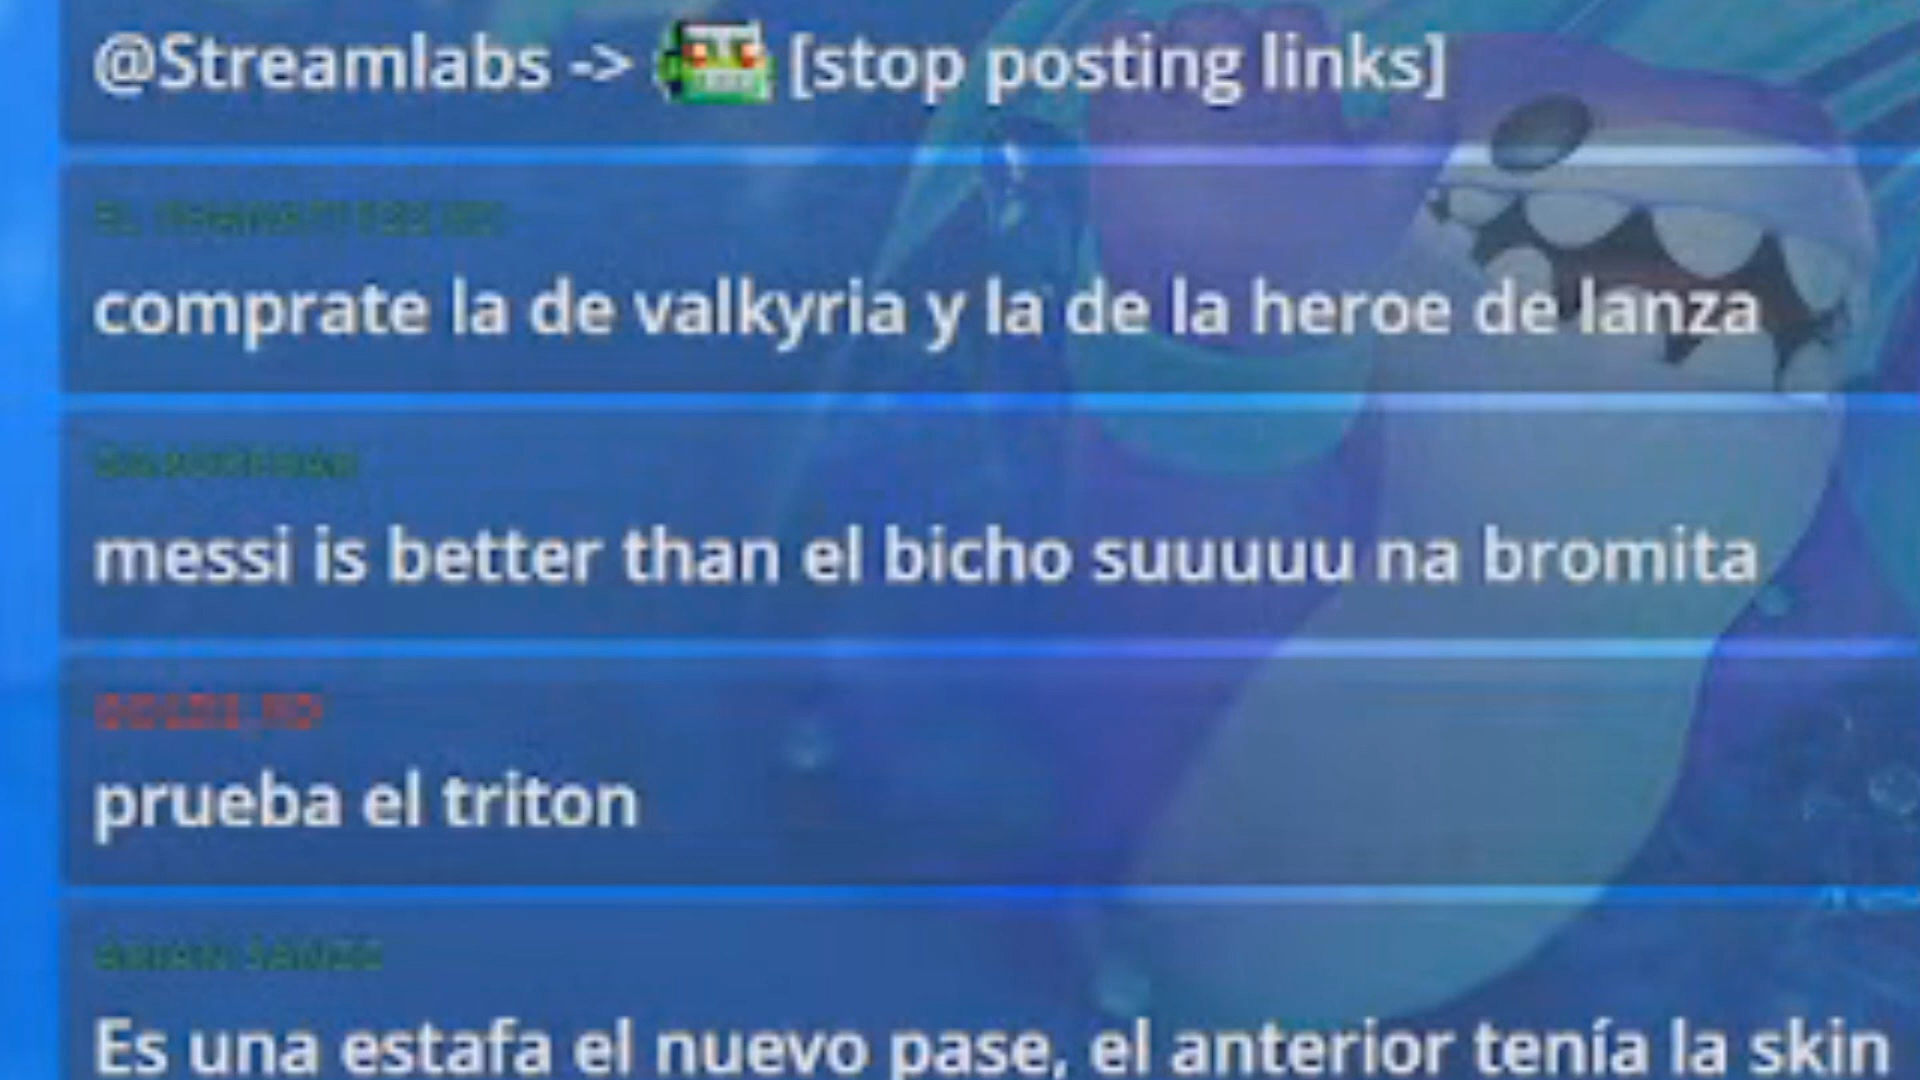 @Streamlabs -> [stop posting links]
comprate la de valkyria y la de la heroe de lanza
messi is better than el bicho suuuuu na bromita
prueba el triton
Es una estafa el nuevo pase, el anterior tenía la skin